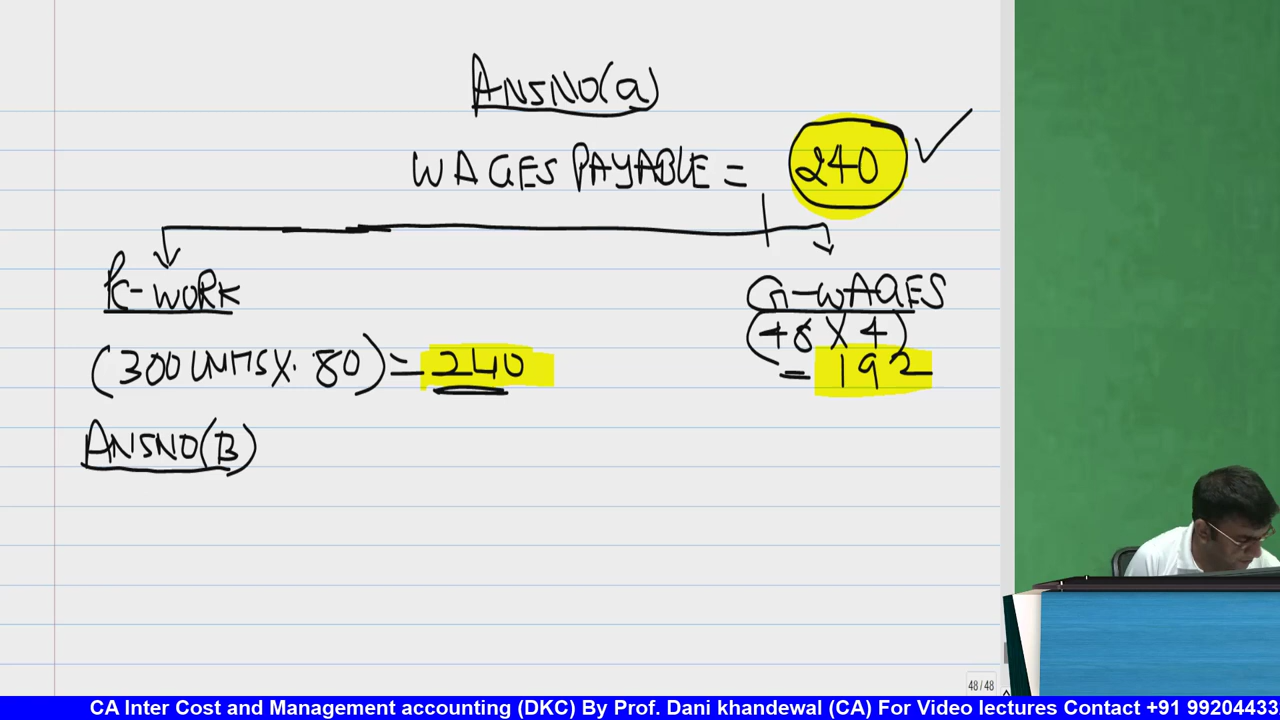 ANSNO(a)
WAGES PAYABLE = 240
PC-WORK
G-WAGES
(48 X 4)
(300 UNITS X .80) = 240
= 192
ANSNO(B)
48 / 48
CA Inter Cost and Management accounting (DKC) By Prof. Dani khandewal (CA) For Video lectures Contact +91 99204433